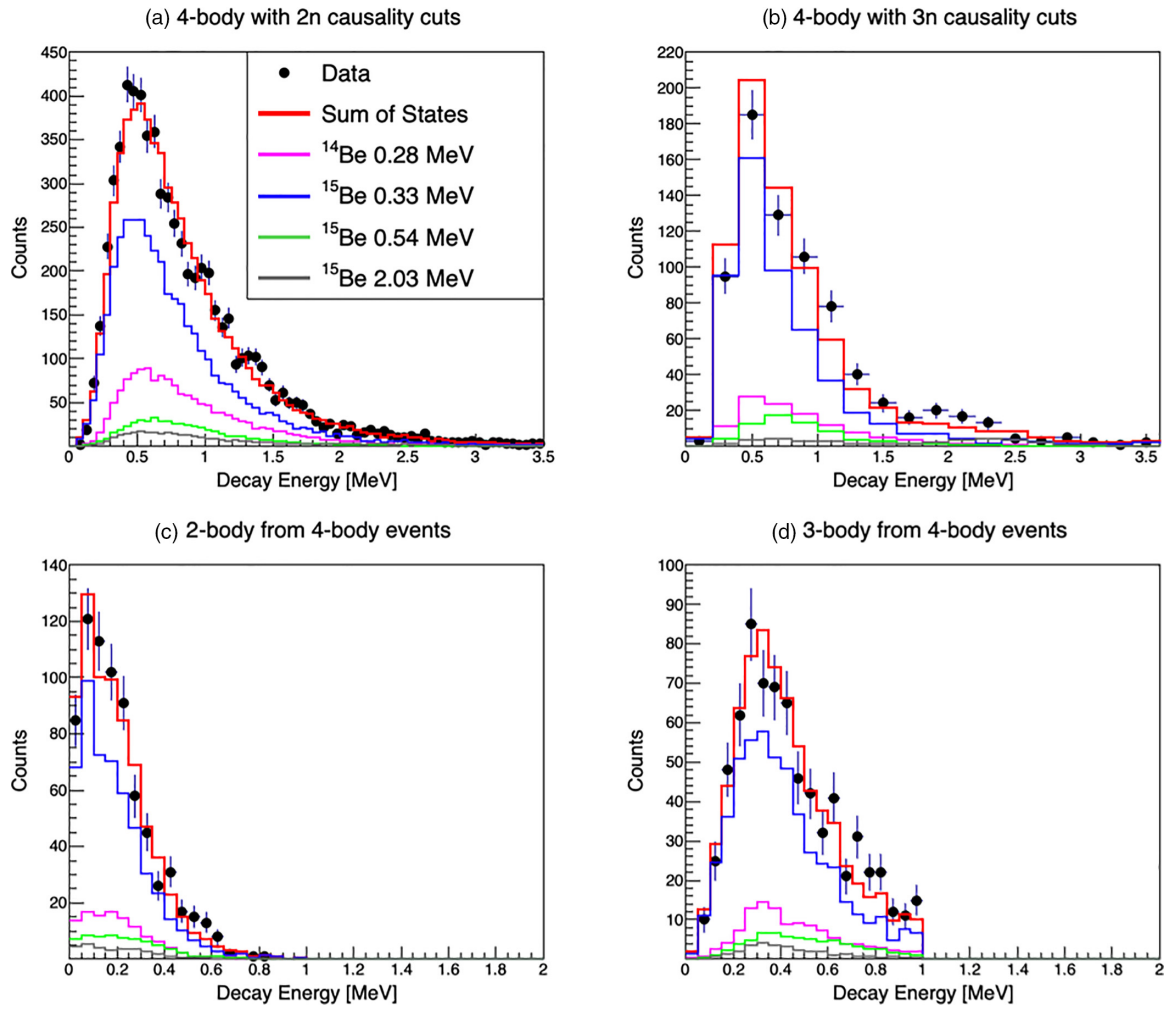 (a) 4-body with 2n causality cuts
450
400
350
300
250
200
150
100
50
0 0.5 1 1.5 2 2.5 3 3.5
Counts
Decay Energy [MeV]
Data
Sum of States
¹⁴Be 0.28 MeV
¹⁵Be 0.33 MeV
¹⁵Be 0.54 MeV
¹⁵Be 2.03 MeV
(b) 4-body with 3n causality cuts
220
200
180
160
140
120
100
80
60
40
20
0 0.5 1 1.5 2 2.5 3 3.5
Counts
Decay Energy [MeV]
(c) 2-body from 4-body events
140
120
100
80
60
40
20
0 0.2 0.4 0.6 0.8 1 1.2 1.4 1.6 1.8 2
Counts
Decay Energy [MeV]
(d) 3-body from 4-body events
100
90
80
70
60
50
40
30
20
10
0 0.2 0.4 0.6 0.8 1 1.2 1.4 1.6 1.8 2
Counts
Decay Energy [MeV]